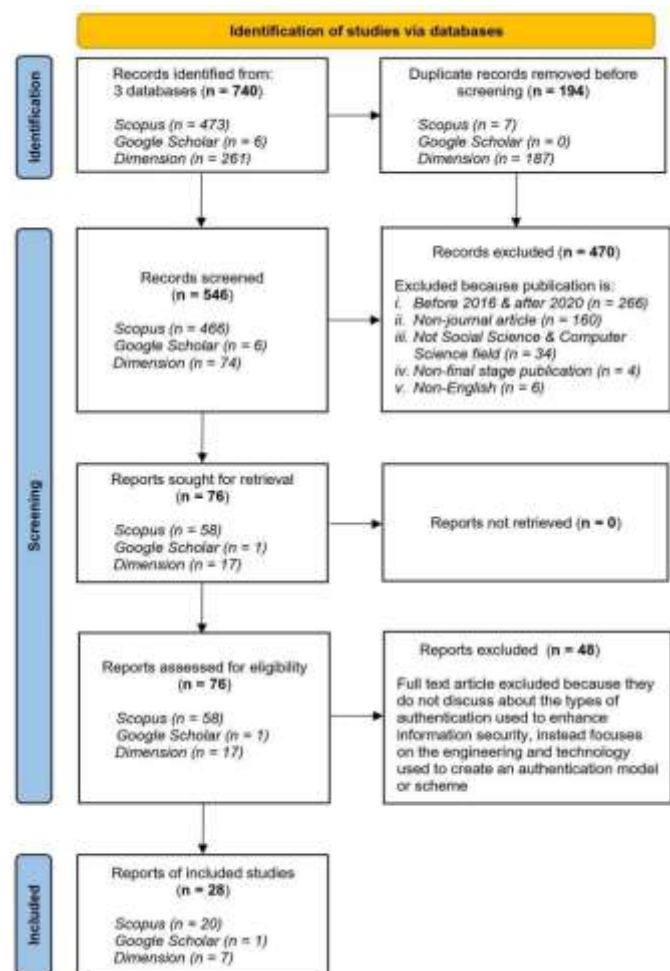 Identification of studies via databases
Identification
Records identified from:
3 databases (n = 740)
Scopus (n = 473)
Google Scholar (n = 6)
Dimension (n = 261)
Duplicate records removed before
screening (n = 194)
Scopus (n = 7)
Google Scholar (n = 0)
Dimension (n = 187)
Screening
Records screened
(n = 546)
Scopus (n = 466)
Google Scholar (n = 6)
Dimension (n = 74)
Records excluded (n = 470)
Excluded because publication is:
i. Before 2016 & after 2020 (n = 266)
ii. Non-journal article (n = 160)
iii. Not Social Science & Computer
Science field (n = 34)
iv. Non-final stage publication (n = 4)
v. Non-English (n = 6)
Reports sought for retrieval
(n = 76)
Scopus (n = 58)
Google Scholar (n = 1)
Dimension (n = 17)
Reports not retrieved (n = 0)
Reports assessed for eligibility
(n = 76)
Scopus (n = 58)
Google Scholar (n = 1)
Dimension (n = 17)
Reports excluded (n = 48)
Full text article excluded because they
do not discuss about the types of
authentication used to enhance
information security, instead focuses
on the engineering and technology
used to create an authentication model
or scheme
Included
Reports of included studies
(n = 28)
Scopus (n = 20)
Google Scholar (n = 1)
Dimension (n = 7)